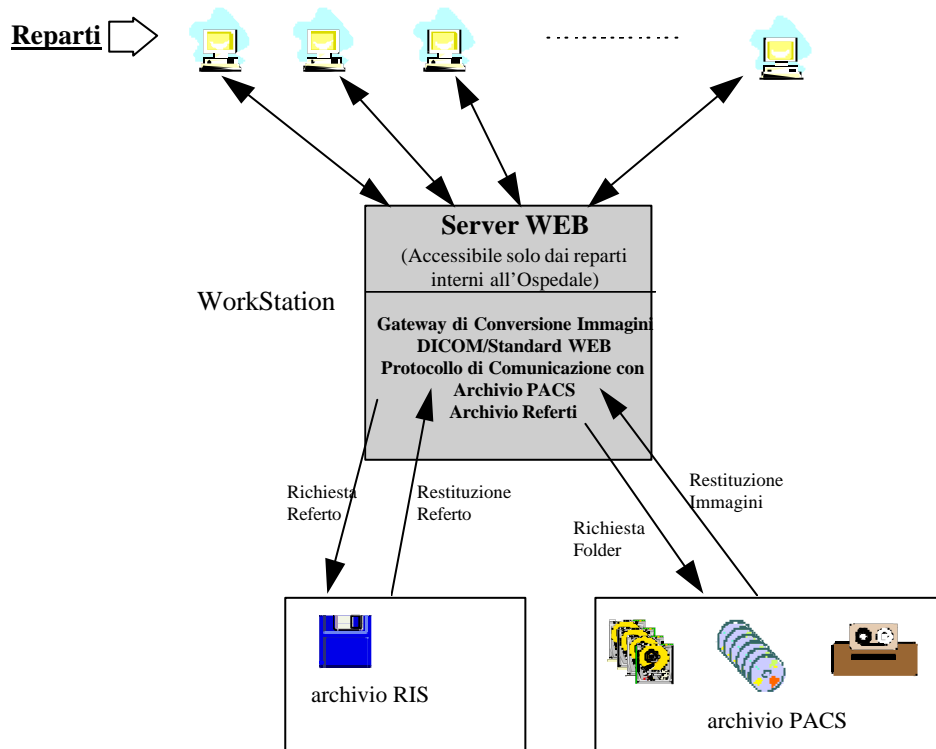 Reparti
Server WEB
(Accessibile solo dai reparti
interni all'Ospedale)
WorkStation
Gateway di Conversione Immagini
DICOM/Standard WEB
Protocollo di Comunicazione con
Archivio PACS
Archivio Referti
Richiesta
Referto
Restituzione
Referto
Richiesta
Folder
Restituzione
Immagini
archivio RIS
archivio PACS